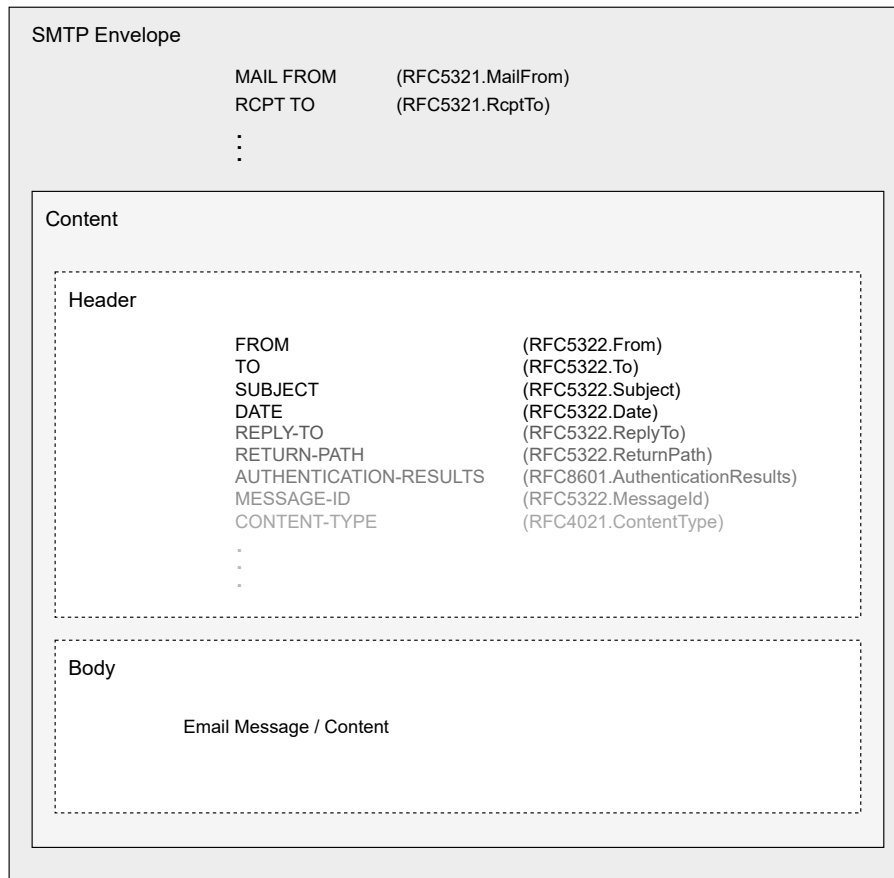 SMTP Envelope
MAIL FROM (RFC5321.MailFrom)
RCPT TO (RFC5321.RcptTo)
Content
Header
FROM (RFC5322.From)
TO (RFC5322.To)
SUBJECT (RFC5322.Subject)
DATE (RFC5322.Date)
REPLY-TO (RFC5322.ReplyTo)
RETURN-PATH (RFC5322.ReturnPath)
AUTHENTICATION-RESULTS (RFC8601.AuthenticationResults)
MESSAGE-ID (RFC5322.MessageId)
CONTENT-TYPE (RFC4021.ContentType)
Body
Email Message / Content